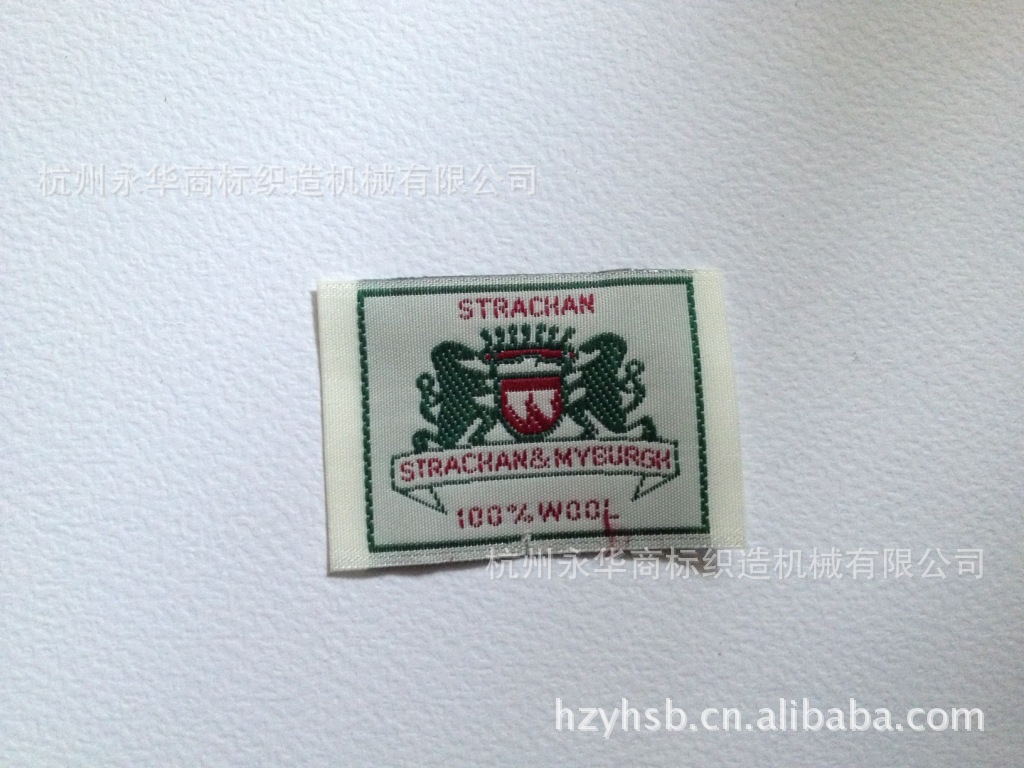 杭州永华商标织造机械有限公司
STRACHAN
STRACHAN & MYBURGH
100% WOOL
杭州永华商标织造机械有限公司
hzyhsb.cn.alibaba.com